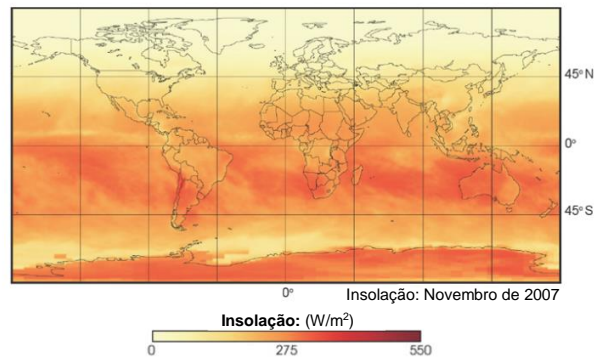 45° N
0°
45° S
0°
Insolação: Novembro de 2007
Insolação: (W/m²)
0 275 550